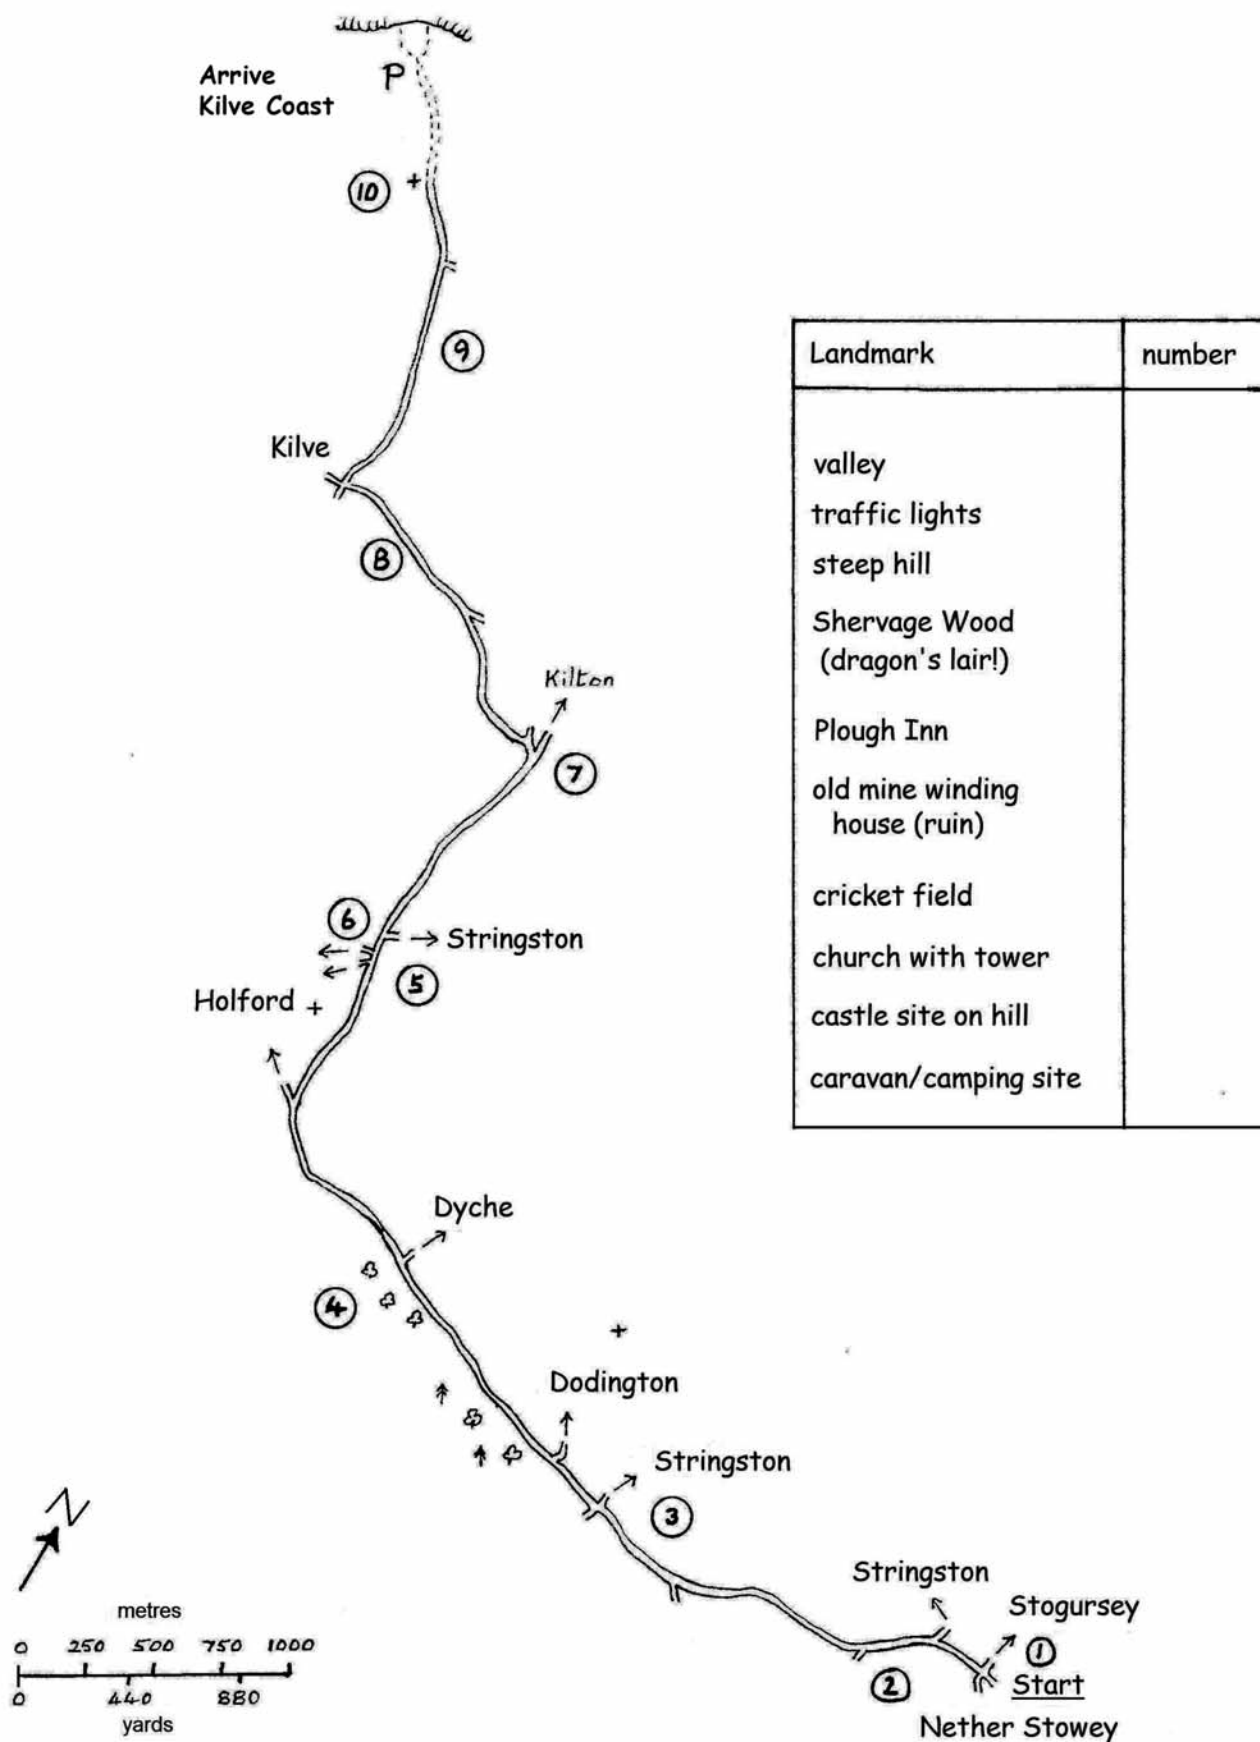 P
Arrive
Kilve Coast
10
9
Kilve
8
Kilton
7
6
Stringston
5
Holford
Dyche
4
Dodington
Stringston
3
Stringston
Stogursey
1
2
Start
Nether Stowey
N
metres
0 250 500 750 1000
0 440 880
yards
Landmark number
valley
traffic lights
steep hill
Shervage Wood
(dragon's lair!)
Plough Inn
old mine winding
house (ruin)
cricket field
church with tower
castle site on hill
caravan/camping site